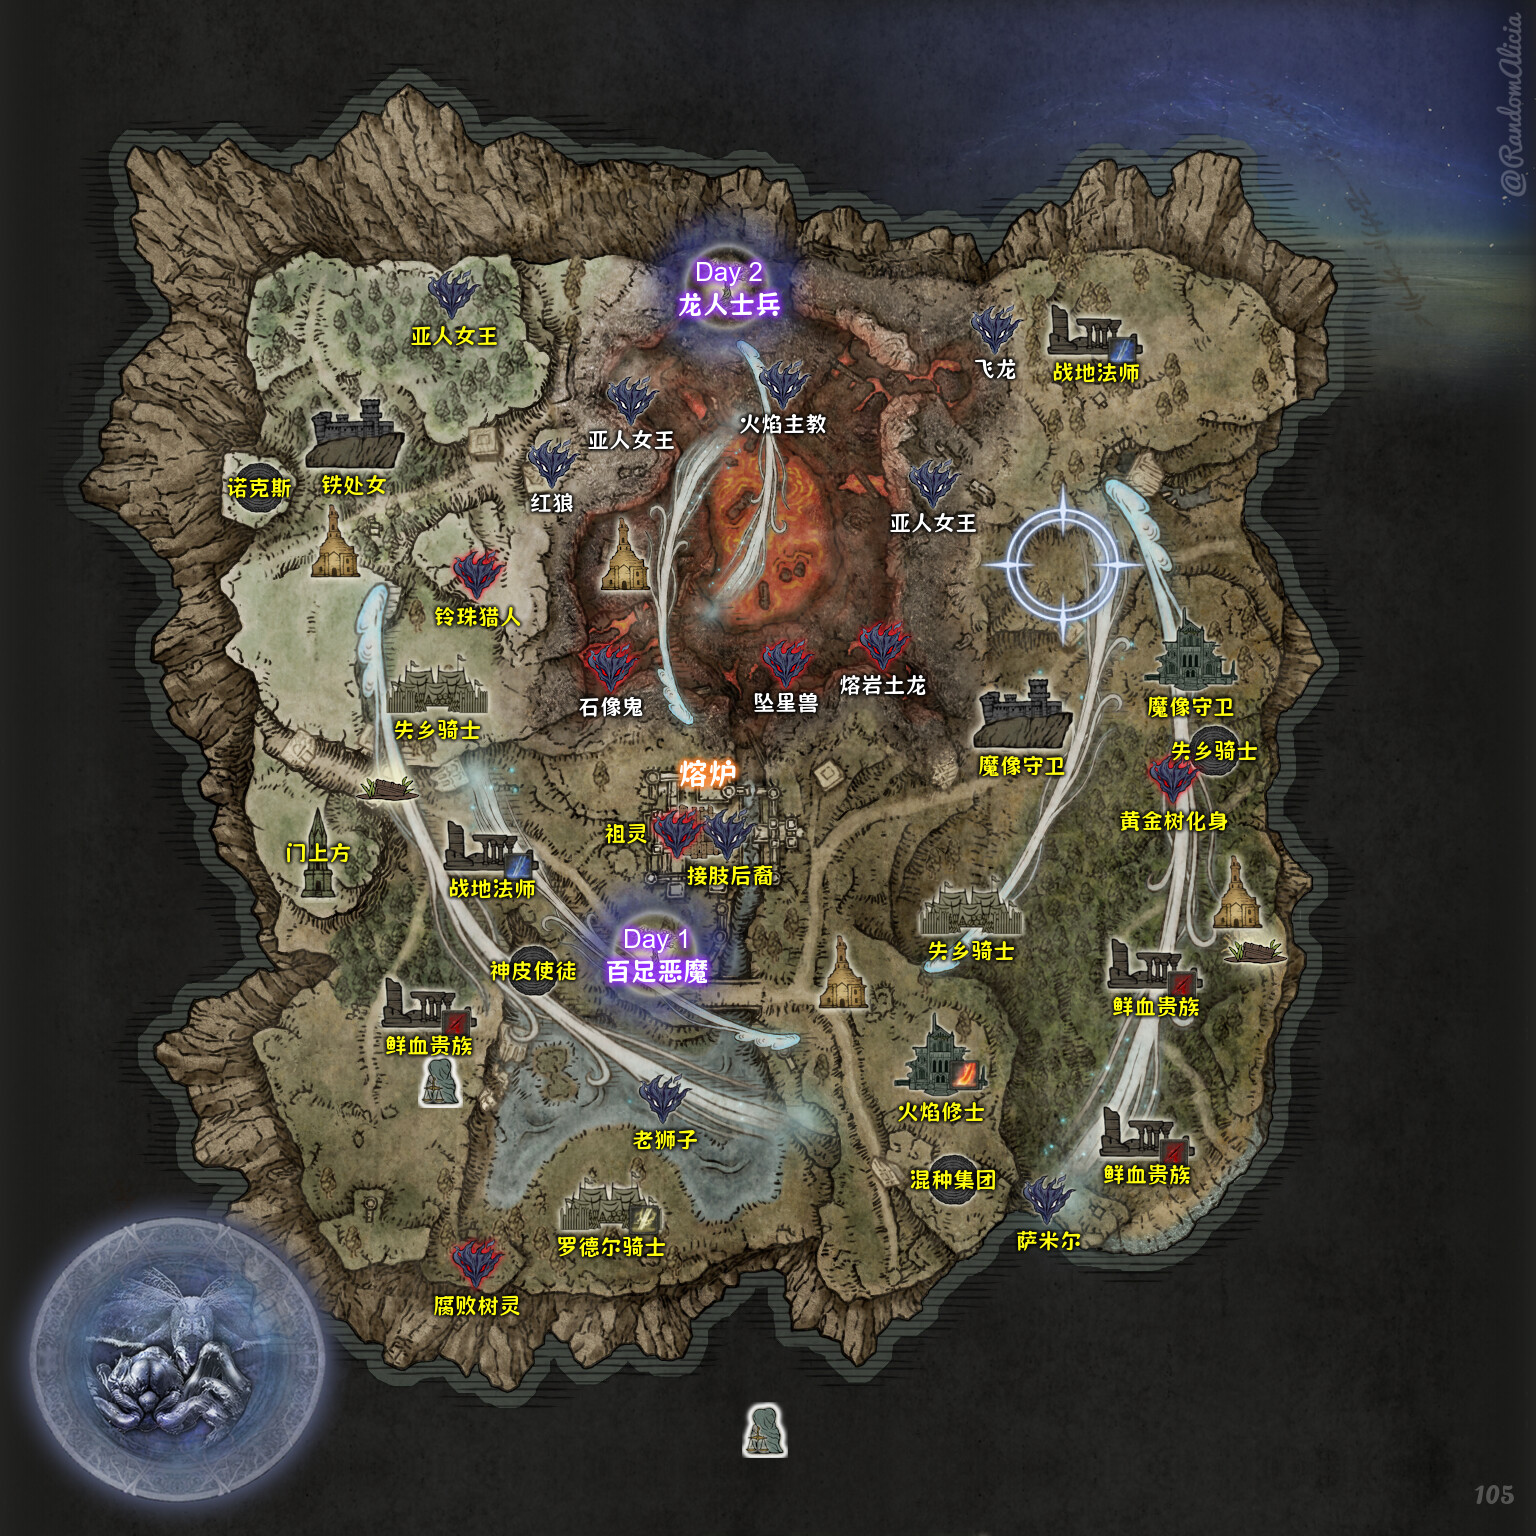 @RandomAlicia
Day 2
龙人士兵
亚人女王
飞龙
战地法师
火焰主教
亚人女王
铁处女
诺克斯
红狼
亚人女王
铃珠猎人
石像鬼
坠星兽
熔岩土龙
魔像守卫
失乡骑士
失乡骑士
魔像守卫
熔炉
黄金树化身
祖灵
接肢后裔
门上方
战地法师
Day 1
百足恶魔
神皮使徒
失乡骑士
鲜血贵族
鲜血贵族
火焰修士
老狮子
混种集团
鲜血贵族
萨米尔
罗德尔骑士
腐败树灵
105